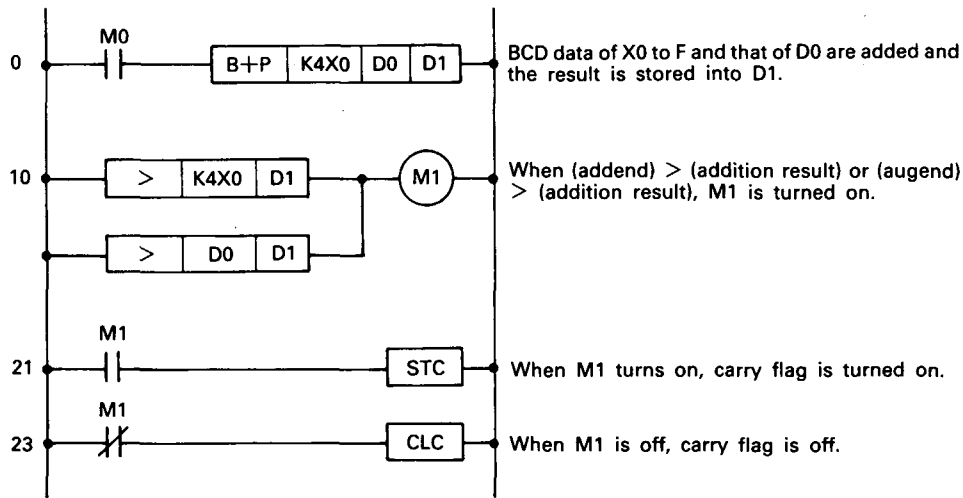 M0
0 B+P K4X0 D0 D1 BCD data of X0 to F and that of D0 are added and
the result is stored into D1.
10 > K4X0 D1 M1 When (addend) > (addition result) or (augend)
> (addition result), M1 is turned on.
> D0 D1
M1
21 STC When M1 turns on, carry flag is turned on.
M1
23 CLC When M1 is off, carry flag is off.